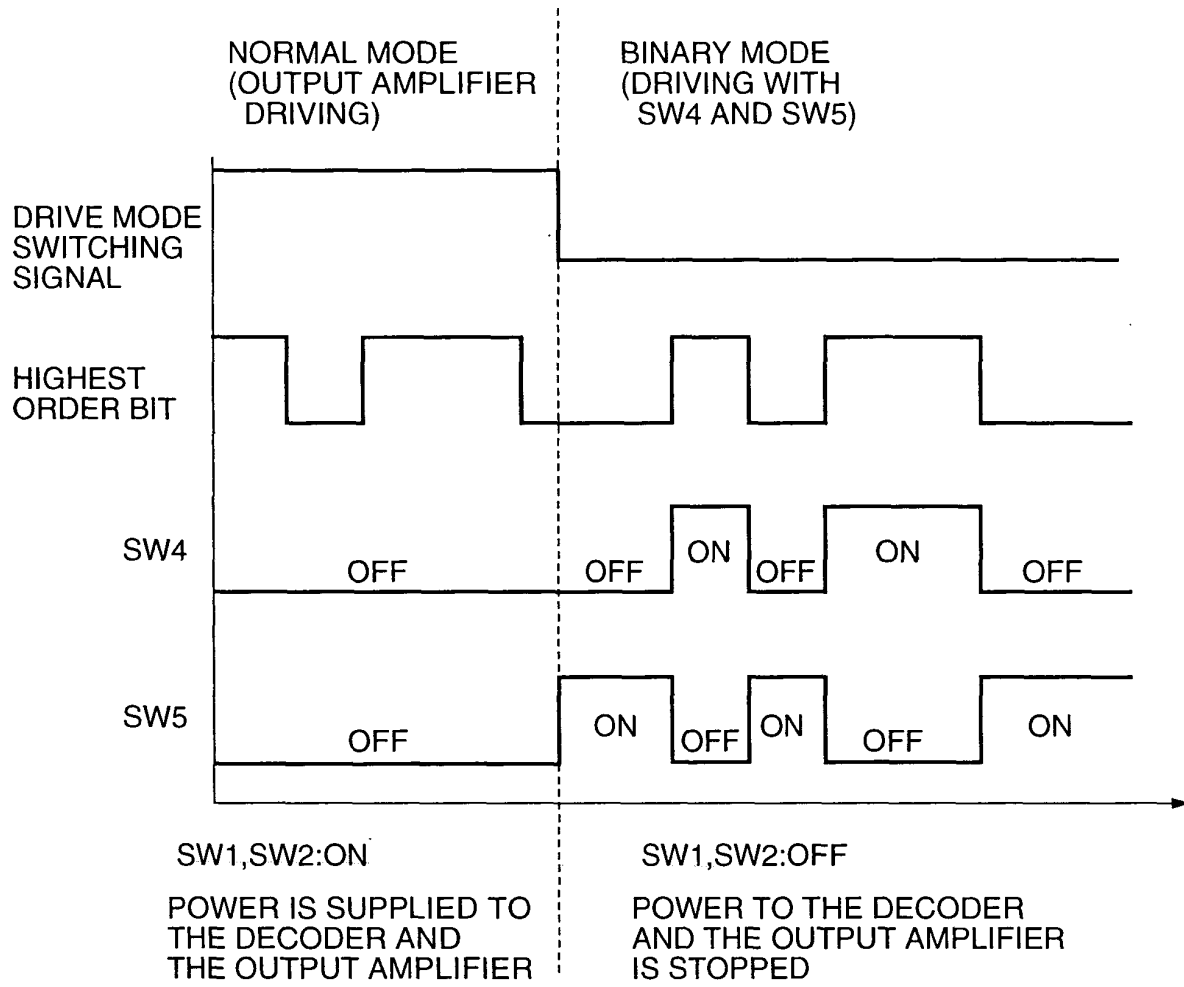 NORMAL MODE
(OUTPUT AMPLIFIER
DRIVING)
BINARY MODE
(DRIVING WITH
SW4 AND SW5)
DRIVE MODE
SWITCHING
SIGNAL
HIGHEST
ORDER BIT
SW4
OFF
OFF
ON
OFF
ON
OFF
SW5
OFF
ON
OFF
ON
OFF
ON
SW1,SW2:ON
SW1,SW2:OFF
POWER IS SUPPLIED TO
THE DECODER AND
THE OUTPUT AMPLIFIER
POWER TO THE DECODER
AND THE OUTPUT AMPLIFIER
IS STOPPED